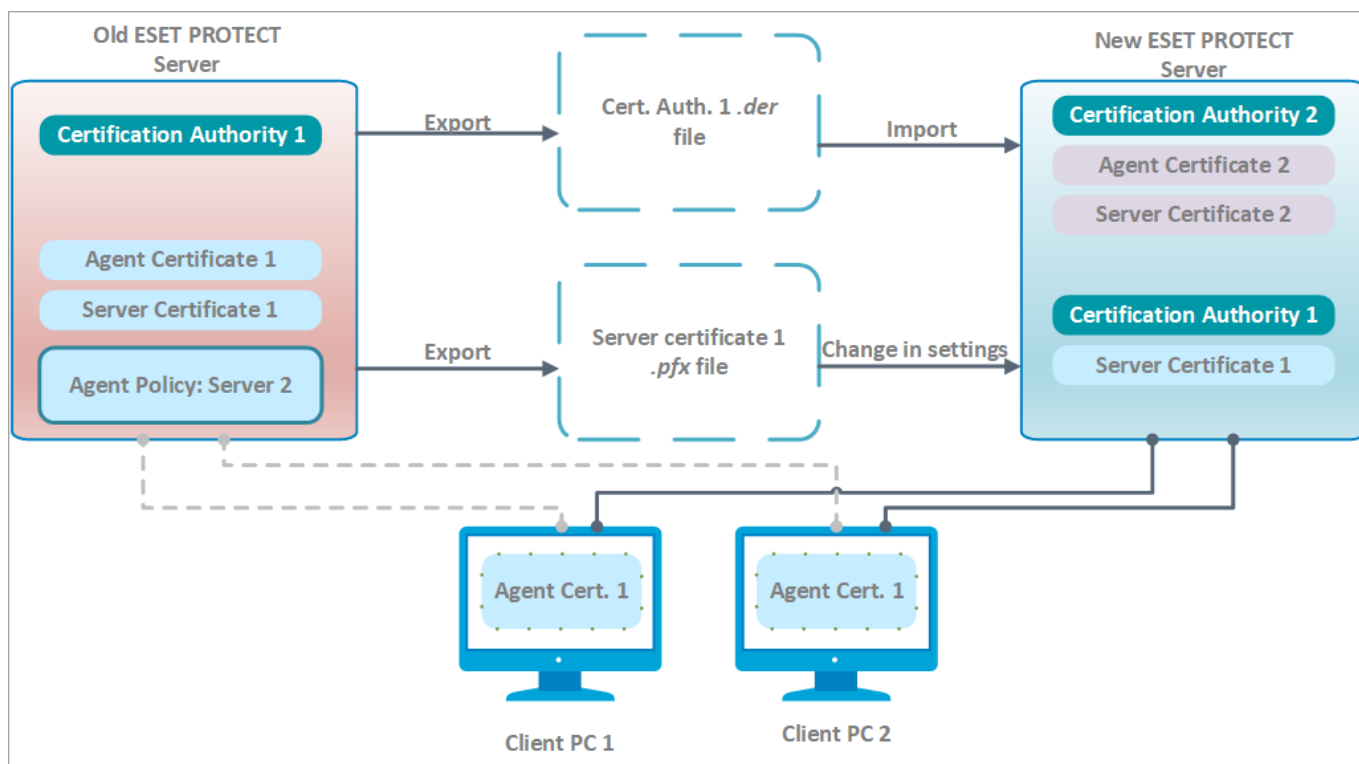 Old ESET PROTECT
Server
Certification Authority 1
Agent Certificate 1
Server Certificate 1
Agent Policy: Server 2
Export
Export
Cert. Auth. 1 .der
file
Server certificate 1
.pfx file
Import
Change in settings
New ESET PROTECT
Server
Certification Authority 2
Agent Certificate 2
Server Certificate 2
Certification Authority 1
Server Certificate 1
Agent Cert. 1
Client PC 1
Agent Cert. 1
Client PC 2